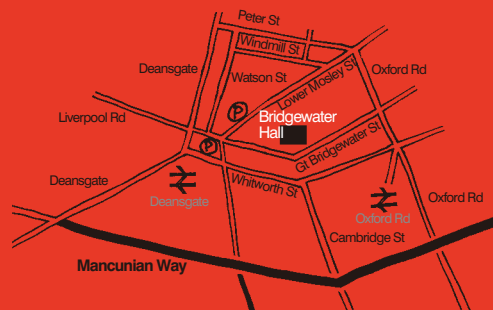 Peter St
Windmill St
Deansgate
Watson St
Lower Mosley St
Oxford Rd
P
Liverpool Rd
Bridgewater
Hall
P
Gt Bridgewater St
Deansgate
Whitworth St
Deansgate
Oxford Rd
Oxford Rd
Cambridge St
Mancunian Way